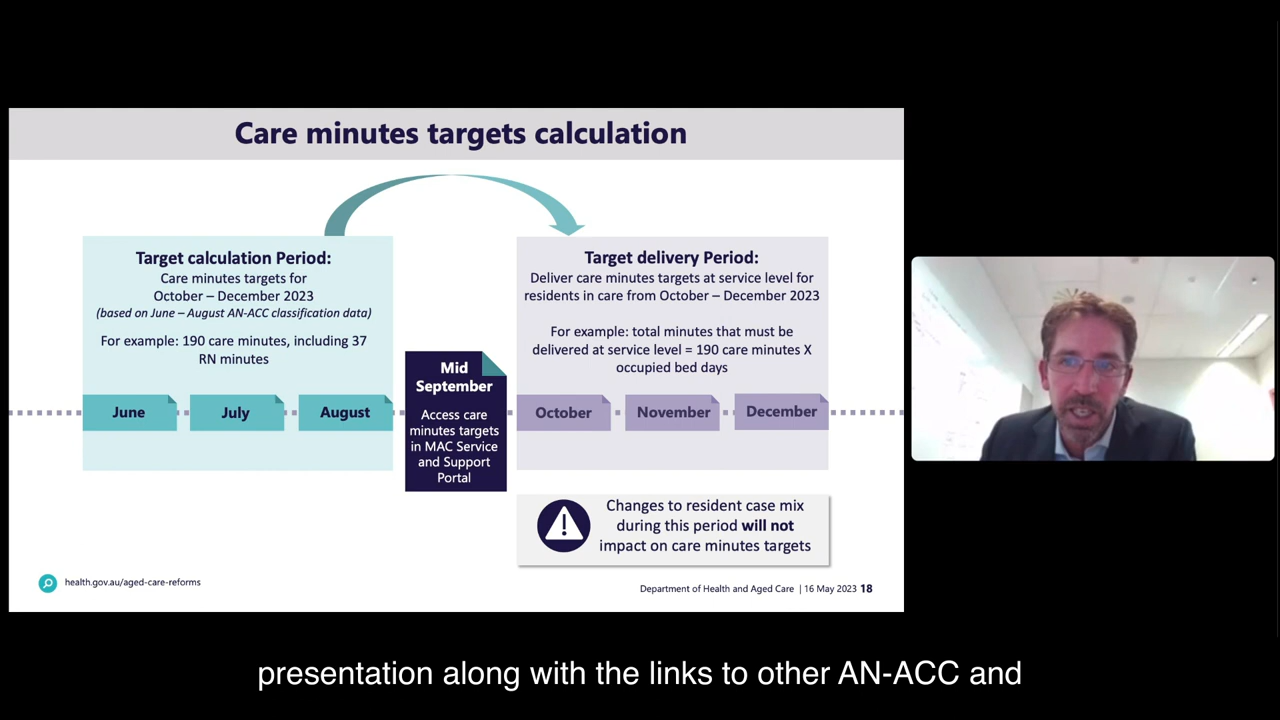 Care minutes targets calculation
Target calculation Period:
Care minutes targets for
October – December 2023
(based on June – August AN-ACC classification data)
For example: 190 care minutes, including 37
RN minutes
June
July
August
Mid
September
Access care
minutes targets
in MAC Service
and Support
Portal
Target delivery Period:
Deliver care minutes targets at service level for
residents in care from October – December 2023
For example: total minutes that must be
delivered at service level = 190 care minutes X
occupied bed days
October
November
December
Changes to resident case mix
during this period will not
impact on care minutes targets
health.gov.au/aged-care-reforms
Department of Health and Aged Care | 16 May 2023 18
presentation along with the links to other AN-ACC and